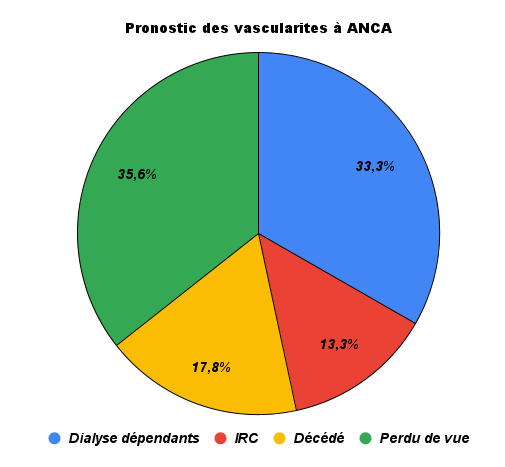 Pronostic des vascularites à ANCA
35,6%
33,3%
13,3%
17,8%
Dialyse dépendants IRC Décédé Perdu de vue